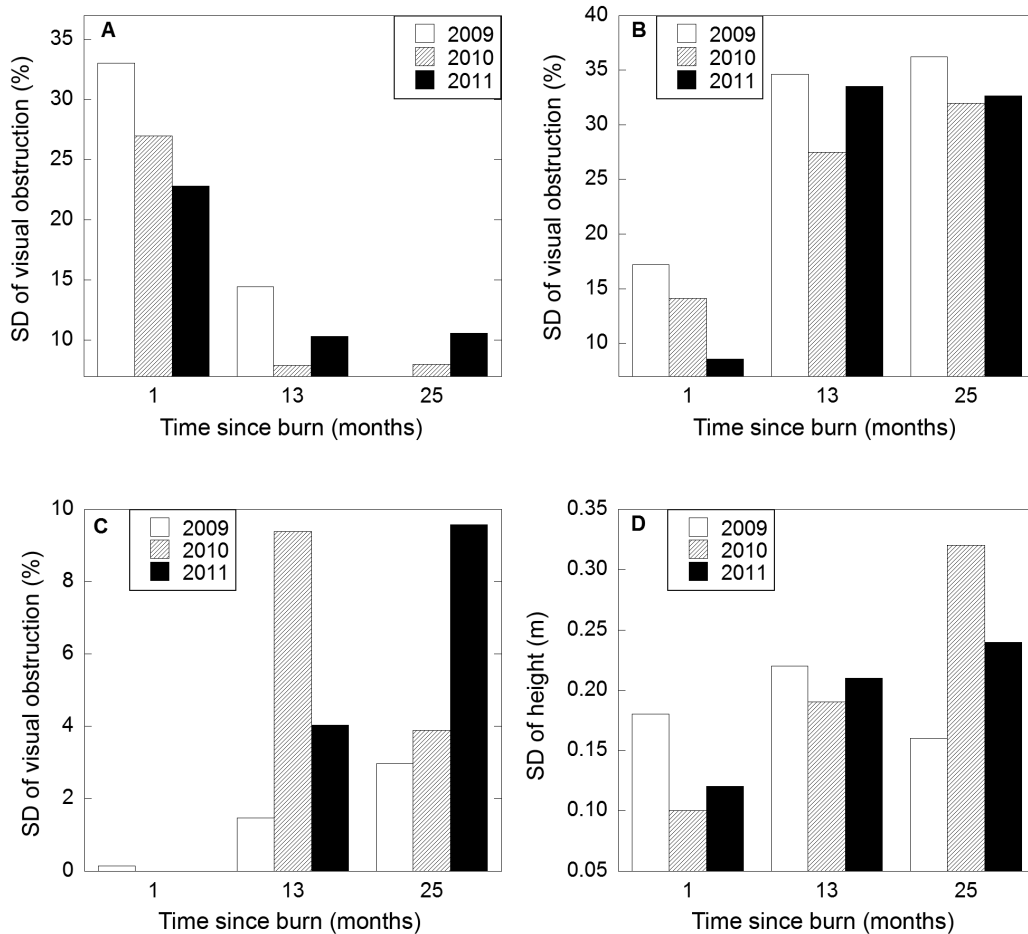 A
2009
2010
2011
35
30
25
20
15
10
SD of visual obstruction (%)
1 13 25
Time since burn (months)
B
2009
2010
2011
40
35
30
25
20
15
10
SD of visual obstruction (%)
1 13 25
Time since burn (months)
C
2009
2010
2011
10
8
6
4
2
0
SD of visual obstruction (%)
1 13 25
Time since burn (months)
D
2009
2010
2011
0.35
0.30
0.25
0.20
0.15
0.10
0.05
SD of height (m)
1 13 25
Time since burn (months)